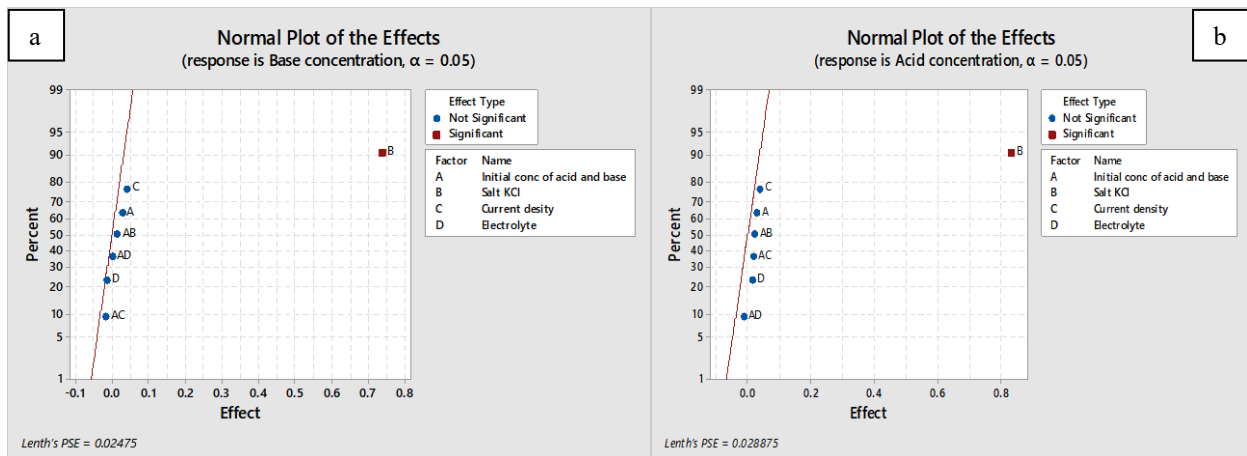 a
Normal Plot of the Effects
(response is Base concentration, α = 0.05)
99
95
90
80
70
60
50
40
30
20
10
5
1
Percent
B
C
A
AB
AD
D
AC
-0.1 0.0 0.1 0.2 0.3 0.4 0.5 0.6 0.7 0.8
Effect
Lenth's PSE = 0.02475
Effect Type
Not Significant
Significant
Factor Name
A Initial conc of acid and base
B Salt KCl
C Current desity
D Electrolyte
b
Normal Plot of the Effects
(response is Acid concentration, α = 0.05)
99
95
90
80
70
60
50
40
30
20
10
5
1
Percent
B
C
A
AB
AC
D
AD
0.0 0.2 0.4 0.6 0.8
Effect
Lenth's PSE = 0.028875
Effect Type
Not Significant
Significant
Factor Name
A Initial conc of acid and base
B Salt KCl
C Current density
D Electrolyte